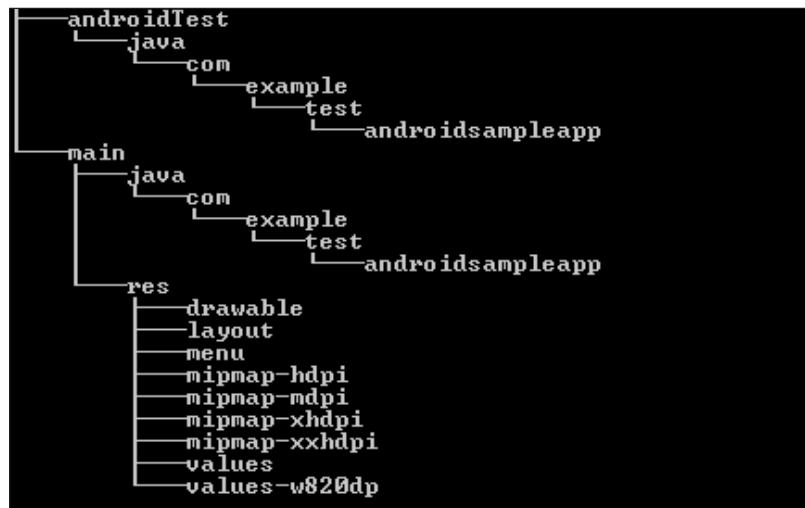 androidTest
java
com
example
test
androidsampleapp
main
java
com
example
test
androidsampleapp
res
drawable
layout
menu
mipmap-hdpi
mipmap-mdpi
mipmap-xhdpi
mipmap-xxhdpi
values
values-w820dp